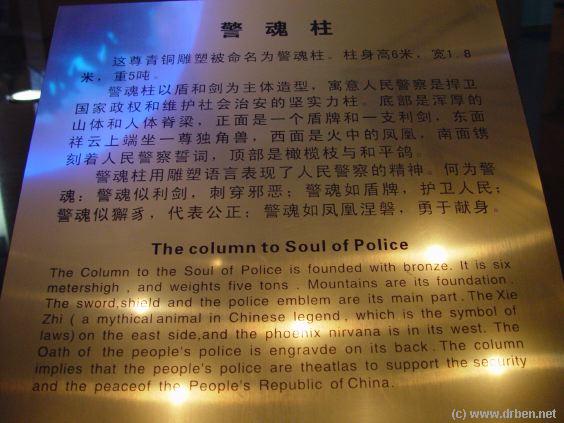 警魂柱
这尊青铜雕塑被命名为警魂柱。柱身高6米，宽1.8
米，重5吨。
警魂柱以盾和剑为主体造型，寓意人民警察是捍卫
国家政权和维护社会治安的坚实力柱。底部是浑厚的
山体和人体脊梁，正面是一个盾牌和一支利剑，东面
祥云上端坐一尊独角兽，西面是火中的凤凰，南面镌
刻着人民警察誓词，顶部是橄榄枝与和平鸽。
警魂柱用雕塑语言表现了人民警察的精神。何为警
魂：警魂似利剑，刺穿邪恶；警魂如盾牌，护卫人民；
警魂似獬豸，代表公正；警魂如凤凰涅磐，勇于献身。
The column to Soul of Police
The Column to the Soul of Police is founded with bronze. It is six
metershigh , and weights five tons . Mountains are its foundation .
The sword,shield and the police emblem are its main part . The Xie
Zhi ( a mythical animal in Chinese legend , which is the symbol of
laws) on the east side,and the phoenix nirvana is in its west. The
Oath of the people's police is engravde on its back . The column
implies that the people's police are theatlas to support the security
and the peaceof the People's Republic of China.
(c) www.drben.net